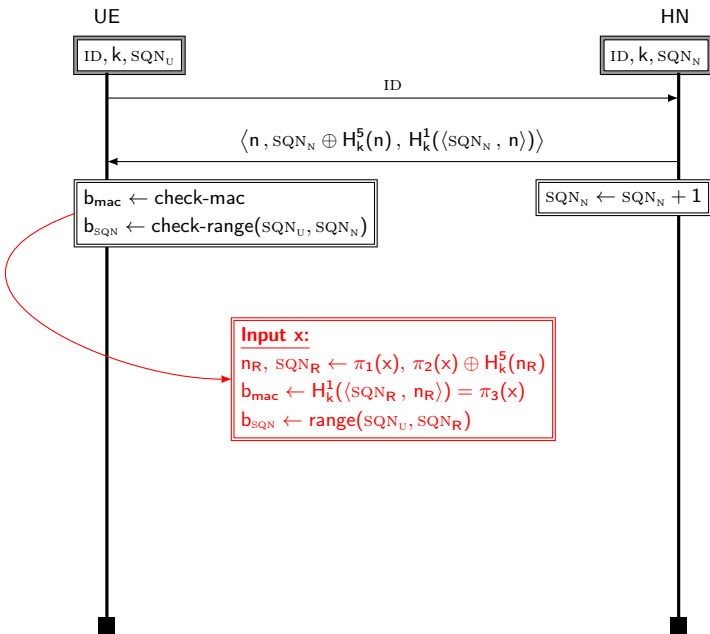 UE HN
ID, k, SQN_U ID, k, SQN_N
ID
⟨n , SQN_N ⊕ H^5_k(n) , H^1_k(⟨SQN_N , n⟩)⟩
b_mac ← check-mac
b_SQN ← check-range(SQN_U, SQN_N)
SQN_N ← SQN_N + 1
Input x:
n_R, SQN_R ← π_1(x), π_2(x) ⊕ H^5_k(n_R)
b_mac ← H^1_k(⟨SQN_R , n_R⟩) = π_3(x)
b_SQN ← range(SQN_U, SQN_R)